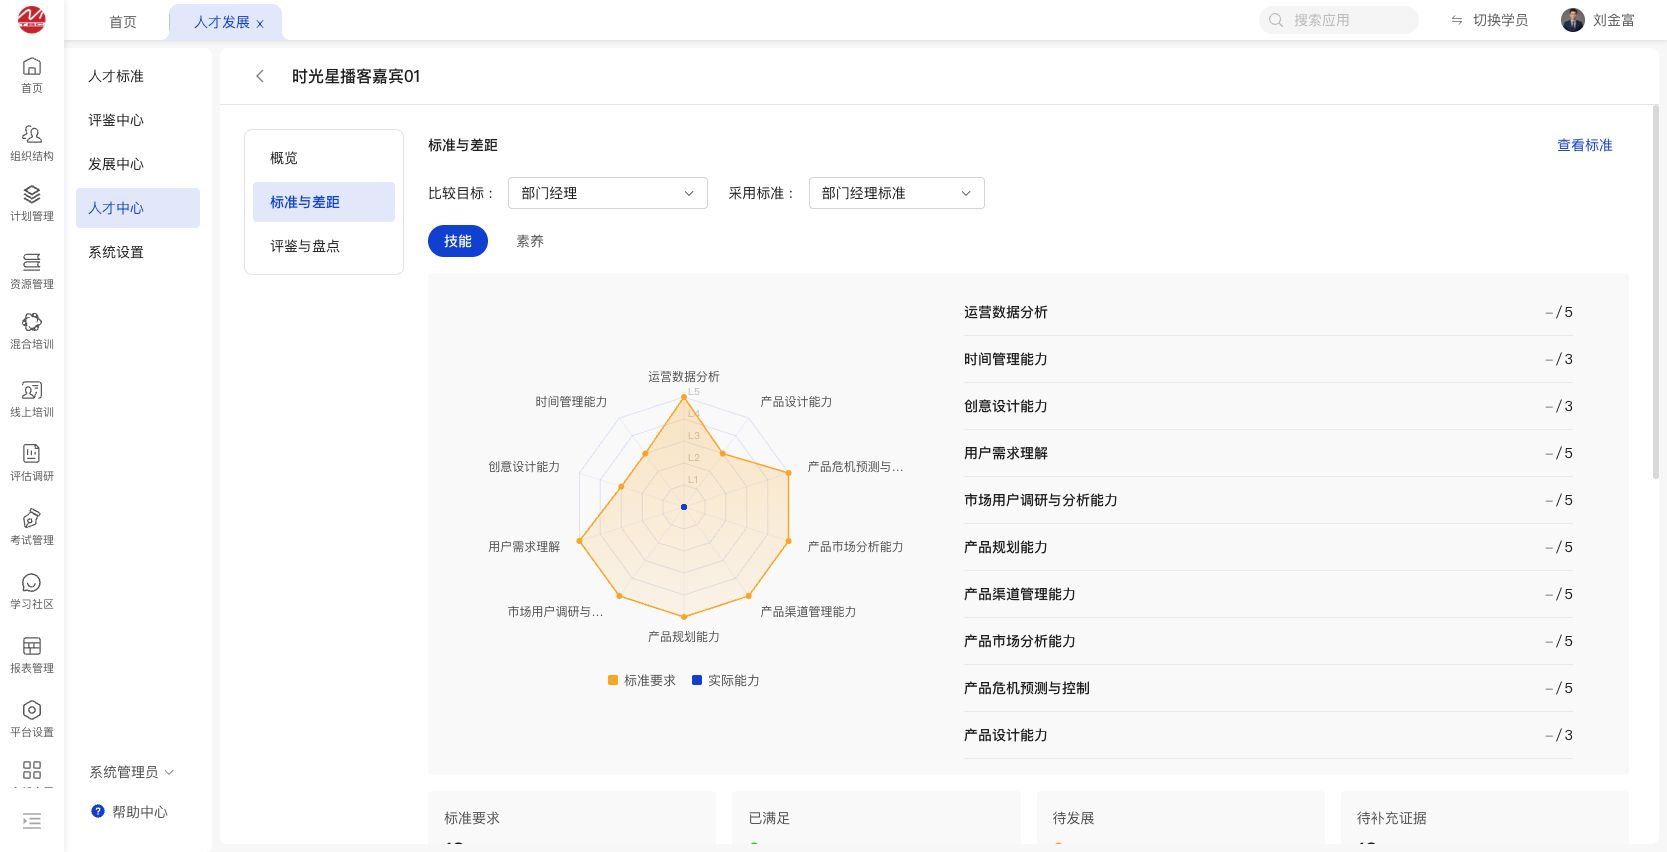 首页
人才发展 x
搜索应用
切换学员
刘金富
首页
组织结构
计划管理
资源管理
混合培训
线上培训
评估调研
考试管理
学习社区
报表管理
平台设置
人才标准
评鉴中心
发展中心
人才中心
系统设置
系统管理员
帮助中心
时光星播客嘉宾01
概览
标准与差距
评鉴与盘点
标准与差距
查看标准
比较目标：
部门经理
采用标准：
部门经理标准
技能
素养
运营数据分析
产品设计能力
产品危机预测与...
产品市场分析能力
产品渠道管理能力
产品规划能力
市场用户调研与...
用户需求理解
创意设计能力
时间管理能力
L5
L4
L3
L2
L1
标准要求
实际能力
运营数据分析 –/5
时间管理能力 –/3
创意设计能力 –/3
用户需求理解 –/5
市场用户调研与分析能力 –/5
产品规划能力 –/5
产品渠道管理能力 –/5
产品市场分析能力 –/5
产品危机预测与控制 –/5
产品设计能力 –/3
标准要求
已满足
待发展
待补充证据